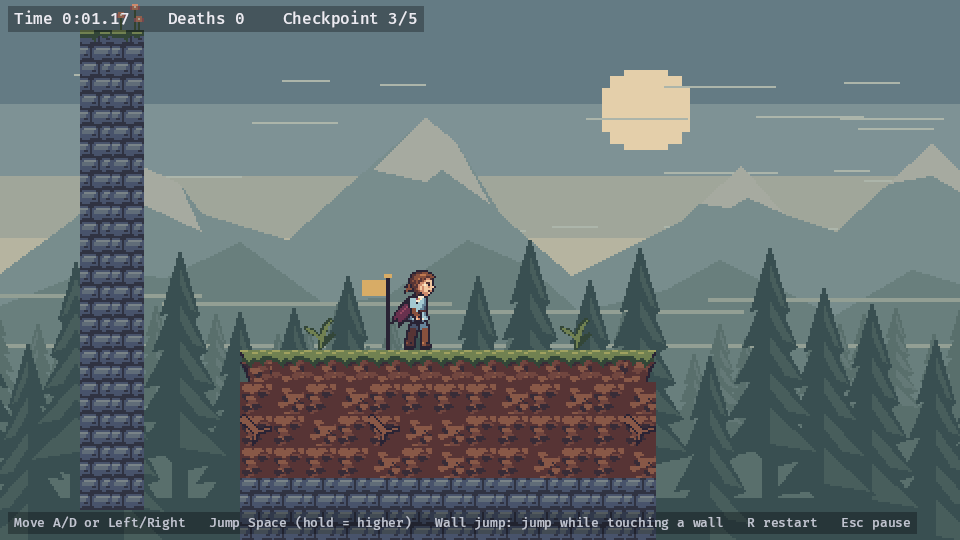 Time 0:01.17 Deaths 0 Checkpoint 3/5
Move A/D or Left/Right Jump Space (hold = higher) Wall jump: jump while touching a wall R restart Esc pause